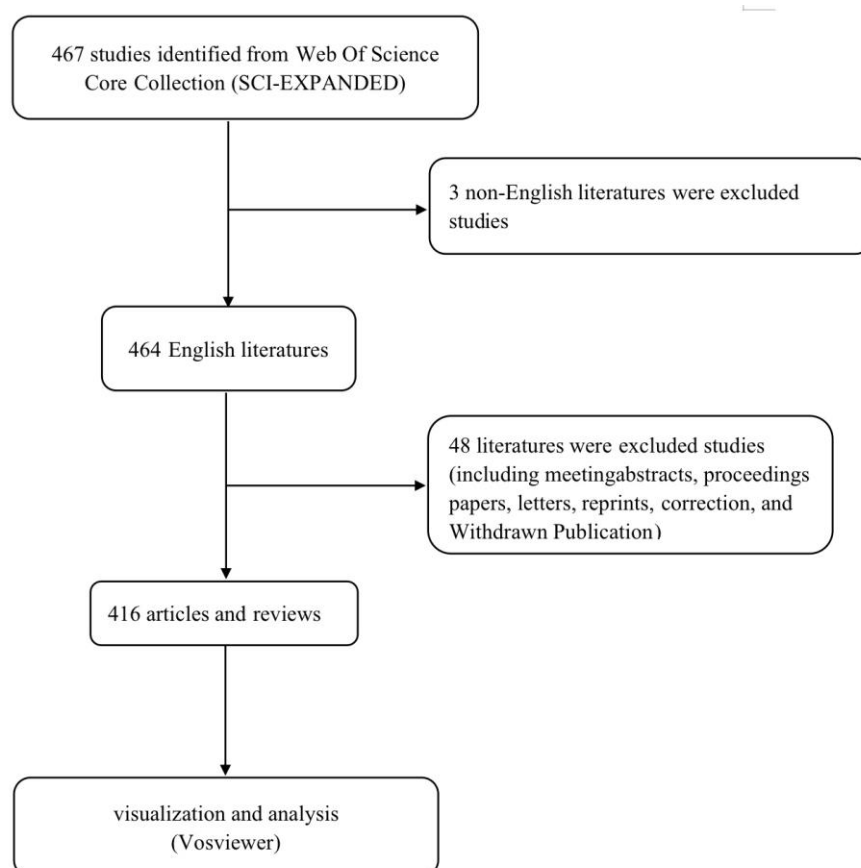 467 studies identified from Web Of Science
Core Collection (SCI-EXPANDED)
3 non-English literatures were excluded
studies
464 English literatures
48 literatures were excluded studies
(including meetingabstracts, proceedings
papers, letters, reprints, correction, and
Withdrawn Publication)
416 articles and reviews
visualization and analysis
(Vosviewer)